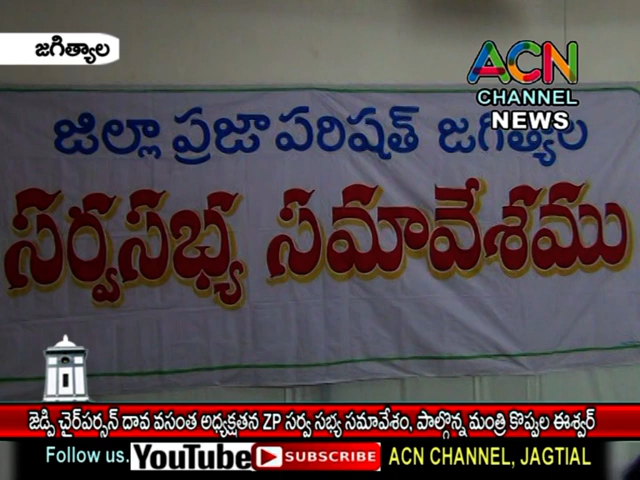 జగిత్యాల
ACN
CHANNEL
NEWS
జిల్లా ప్రజా పరిషత్ జగిత్యాల
సర్వసభ్య సమావేశము
జెడ్పి చైర్‌పర్సన్ దావ వసంత అధ్యక్షతన ZP సర్వ సభ్య సమావేశం, పాల్గొన్న మంత్రి కొప్పుల ఈశ్వర్
Follow us. YouTube SUBSCRIBE ACN CHANNEL, JAGTIAL